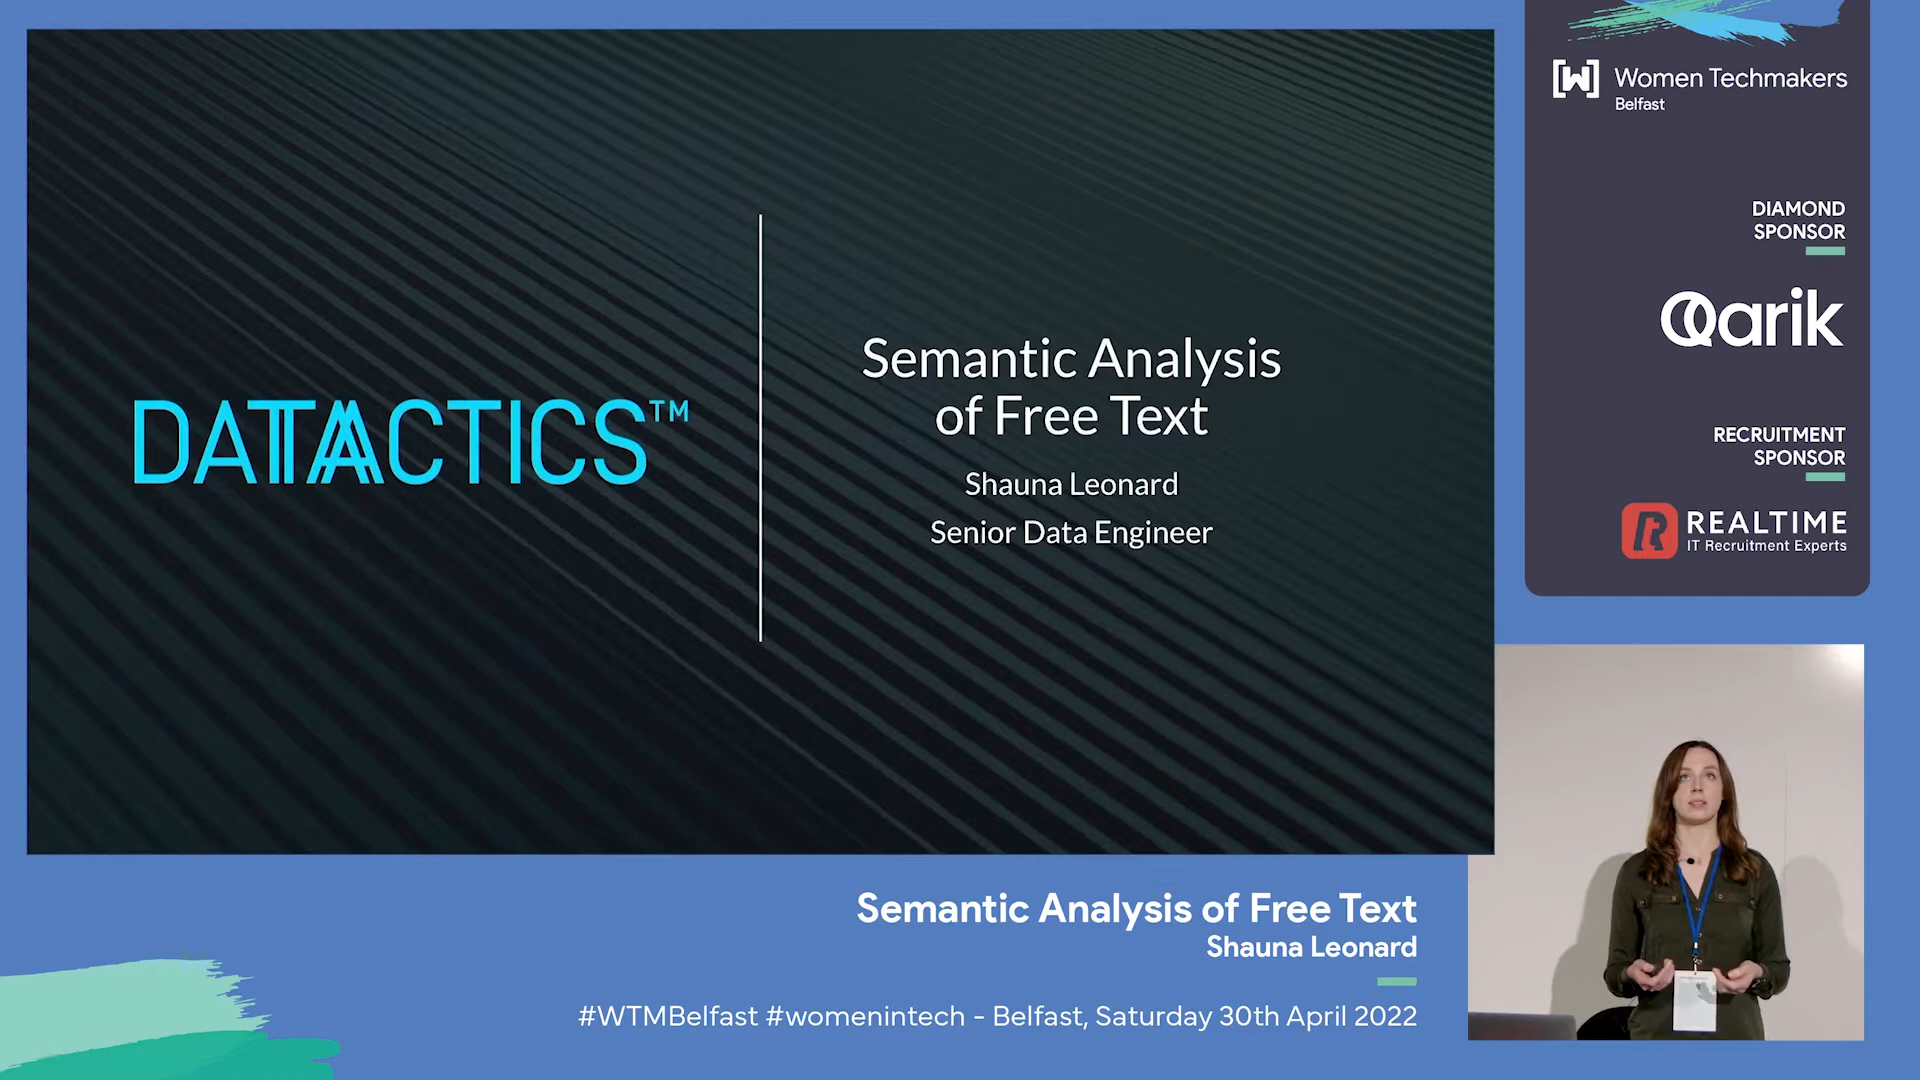 DATACTICS™
Semantic Analysis
of Free Text
Shauna Leonard
Senior Data Engineer
[W] Women Techmakers
Belfast
DIAMOND
SPONSOR
Qarik
RECRUITMENT
SPONSOR
REALTIME
IT Recruitment Experts
Semantic Analysis of Free Text
Shauna Leonard
#WTMBelfast #womenintech - Belfast, Saturday 30th April 2022